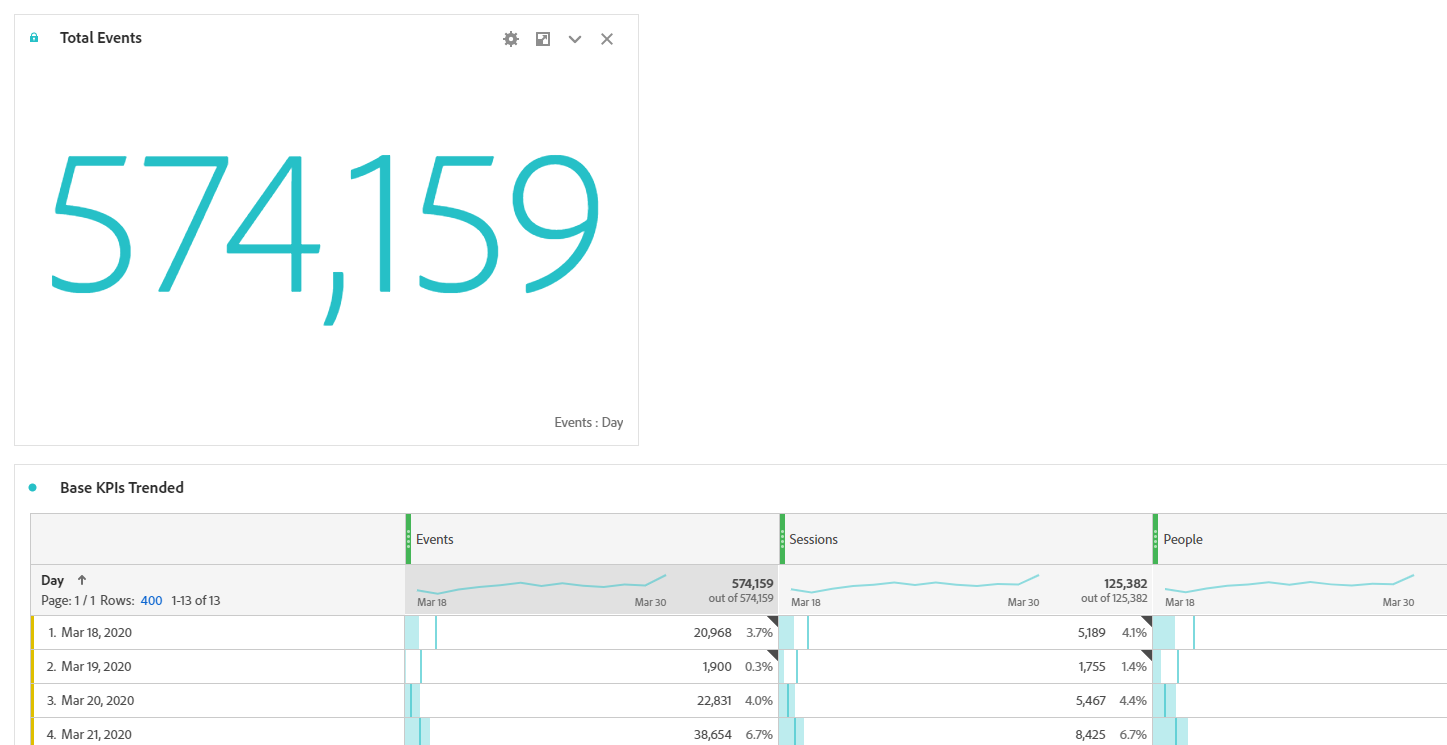 Total Events
574,159
Events : Day
Base KPIs Trended
Events Sessions People
Day
Page: 1 / 1 Rows: 400 1-13 of 13
574,159
out of 574,159
Mar 18 Mar 30
125,382
out of 125,382
Mar 18 Mar 30
Mar 18 Mar 30
1. Mar 18, 2020 20,968 3.7% 5,189 4.1%
2. Mar 19, 2020 1,900 0.3% 1,755 1.4%
3. Mar 20, 2020 22,831 4.0% 5,467 4.4%
4. Mar 21, 2020 38,654 6.7% 8,425 6.7%